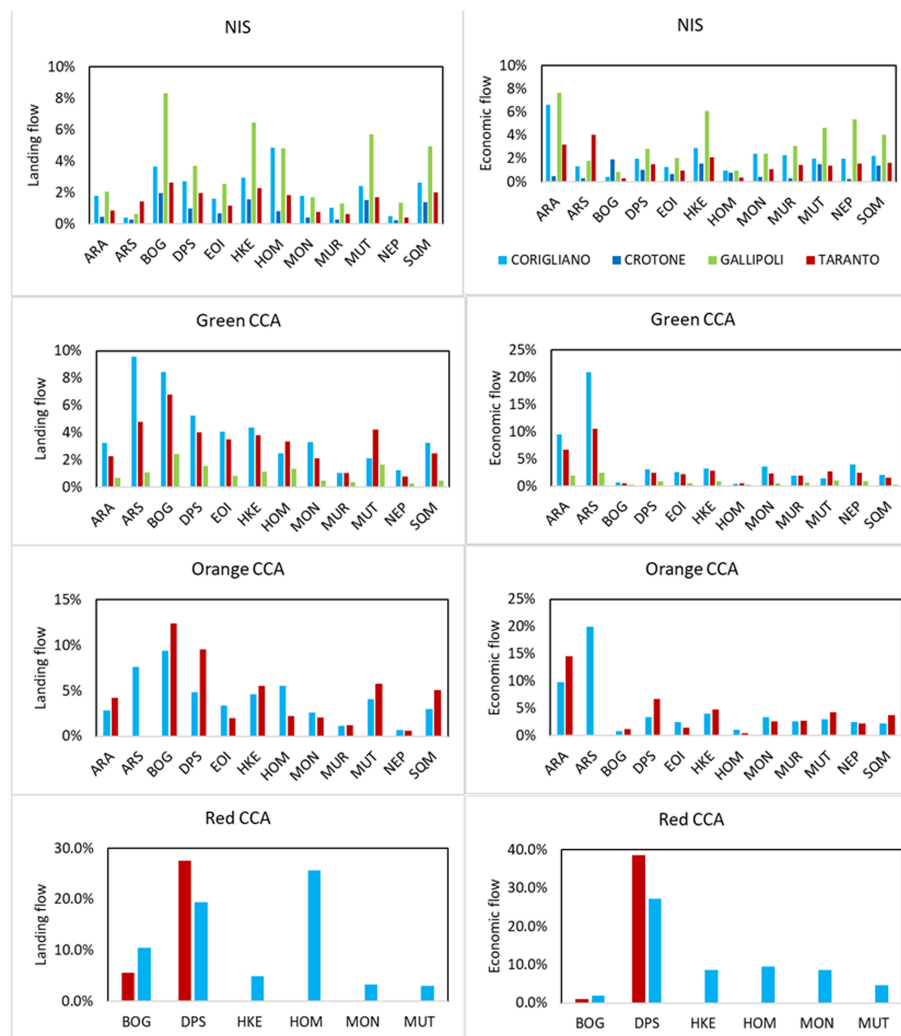 NIS
Landing flow
10%
8%
6%
4%
2%
0%
ARA ARS BOG DPS EOI HKE HOM MON MUR MUT NEP SQM
NIS
Economic flow
10%
8%
6%
4%
2%
0%
ARA ARS BOG DPS EOI HKE HOM MON MUR MUT NEP SQM
CORIGLIANO CROTONE GALLIPOLI TARANTO
Green CCA
Landing flow
10%
8%
6%
4%
2%
0%
ARA ARS BOG DPS EOI HKE HOM MON MUR MUT NEP SQM
Green CCA
Economic flow
25%
20%
15%
10%
5%
0%
ARA ARS BOG DPS EOI HKE HOM MON MUR MUT NEP SQM
Orange CCA
Landing flow
15%
10%
5%
0%
ARA ARS BOG DPS EOI HKE HOM MON MUR MUT NEP SQM
Orange CCA
Economic flow
25%
20%
15%
10%
5%
0%
ARA ARS BOG DPS EOI HKE HOM MON MUR MUT NEP SQM
Red CCA
Landing flow
30.0%
20.0%
10.0%
0.0%
BOG DPS HKE HOM MON MUT
Red CCA
Economic flow
40.0%
30.0%
20.0%
10.0%
0.0%
BOG DPS HKE HOM MON MUT